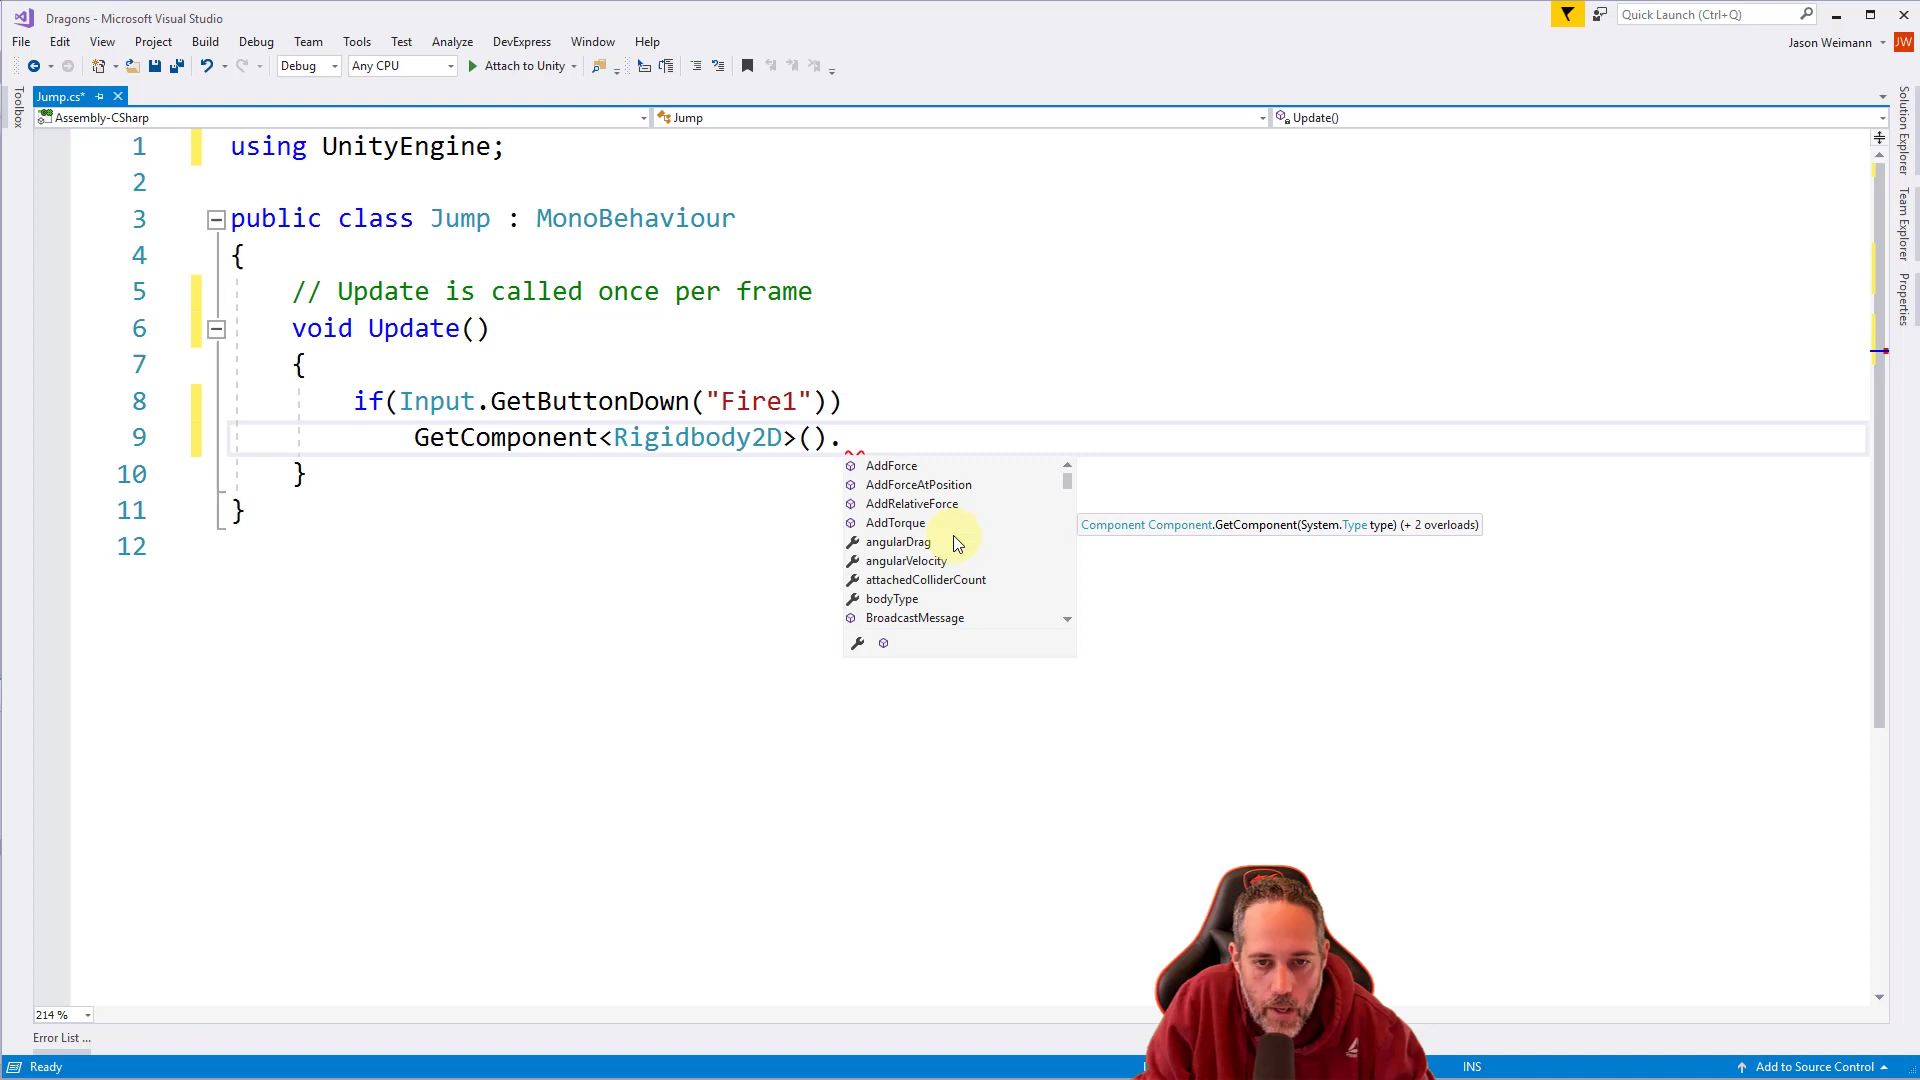 Dragons - Microsoft Visual Studio
Quick Launch (Ctrl+Q)
File Edit View Project Build Debug Team Tools Test Analyze DevExpress Window Help
Jason Weimann JW
Debug Any CPU Attach to Unity
Toolbox
Jump.cs*
Assembly-CSharp Jump Update()
Solution Explorer
Team Explorer
Properties
1 using UnityEngine;
2
3 public class Jump : MonoBehaviour
4 {
5 // Update is called once per frame
6 void Update()
7 {
8 if(Input.GetButtonDown("Fire1"))
9 GetComponent<Rigidbody2D>().
10 }
11 }
12
AddForce
AddForceAtPosition
AddRelativeForce
AddTorque
angularDrag
angularVelocity
attachedColliderCount
bodyType
BroadcastMessage
Component Component.GetComponent(System.Type type) (+ 2 overloads)
214 %
Error List ...
Ready INS Add to Source Control